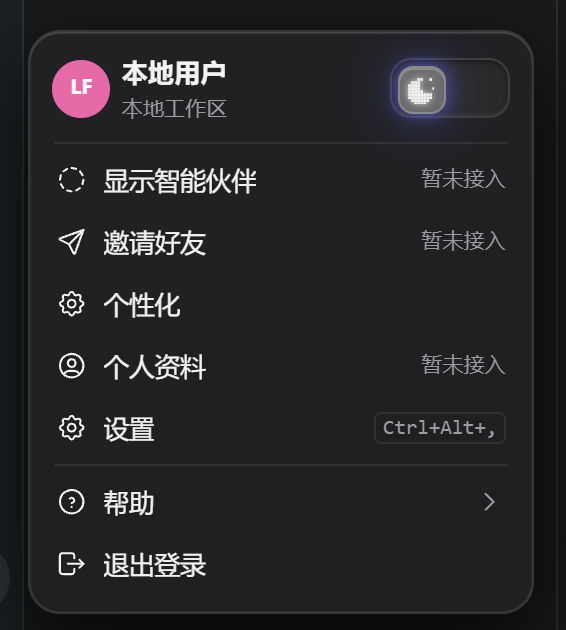 LF
本地用户
本地工作区
显示智能伙伴 暂未接入
邀请好友 暂未接入
个性化
个人资料 暂未接入
设置 Ctrl+Alt+,
帮助
退出登录